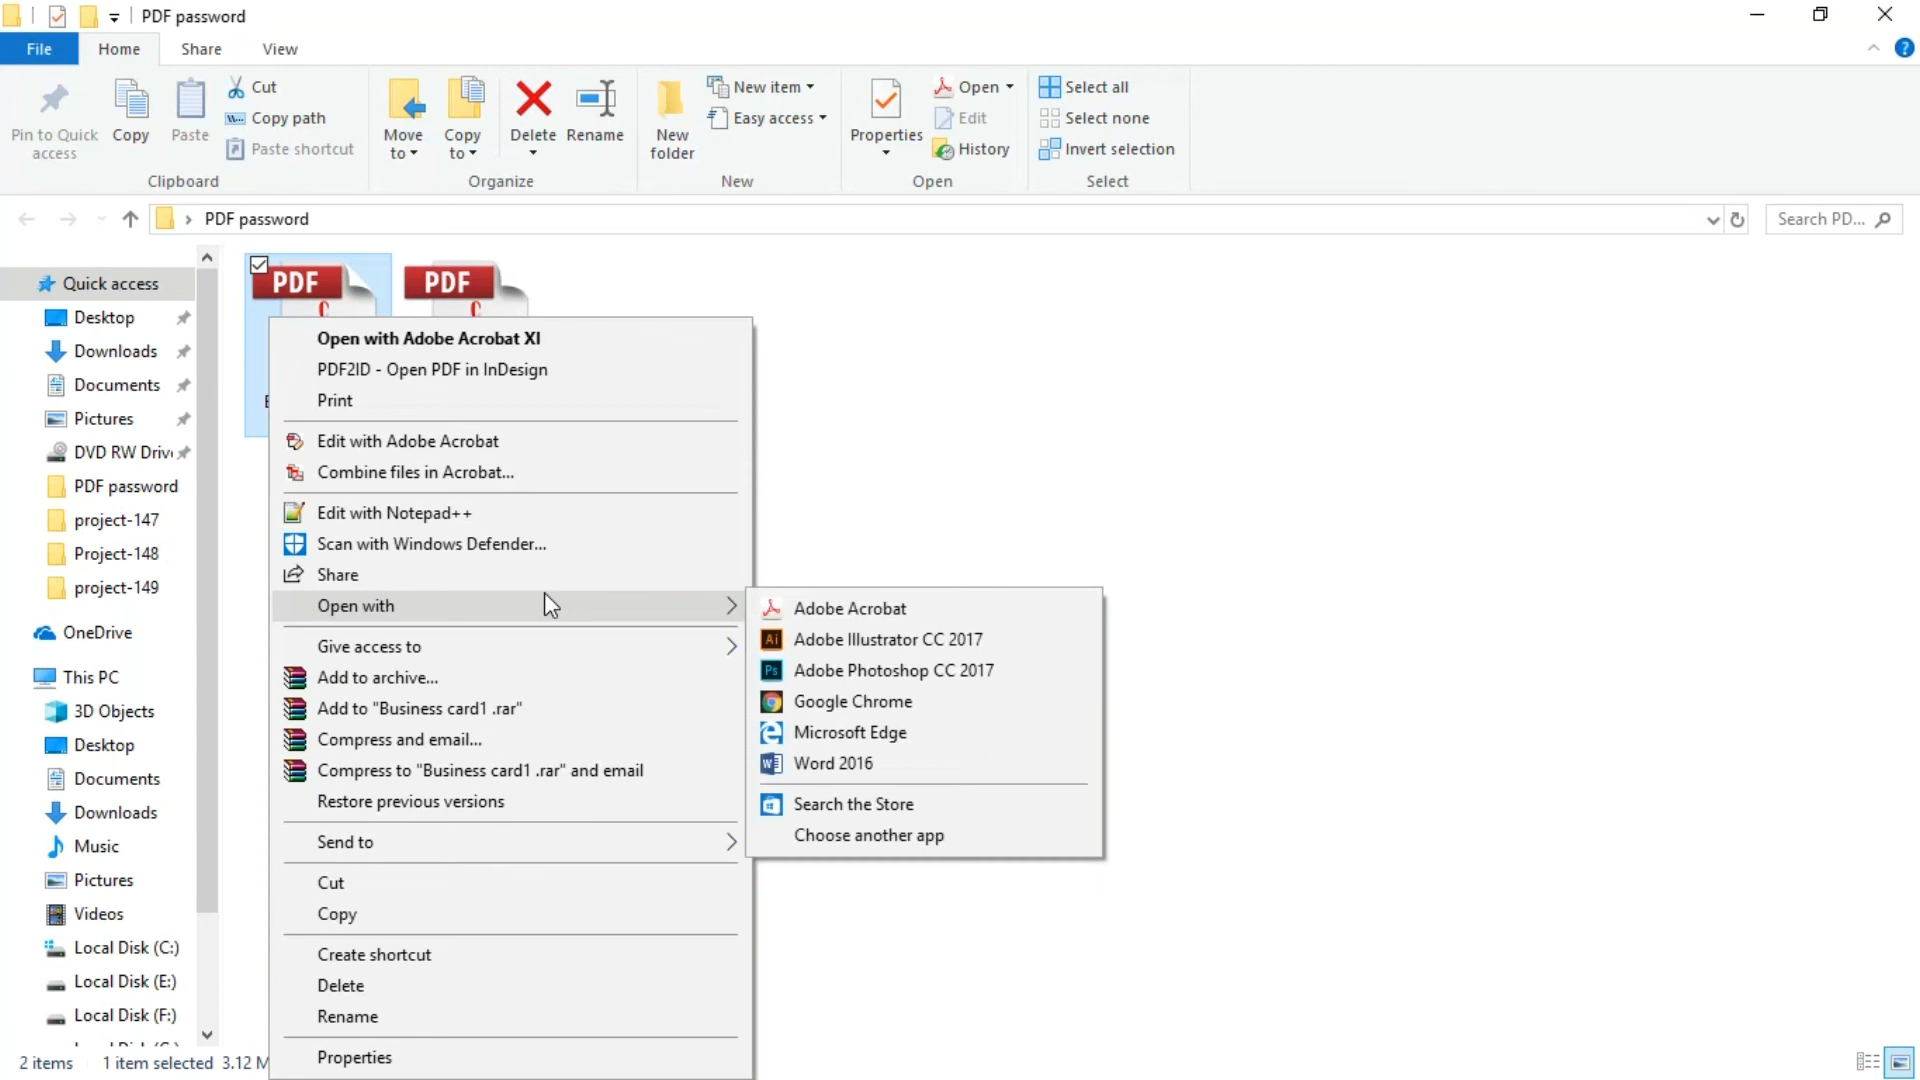 PDF password
File Home Share View
Pin to Quick access
Copy
Paste
Cut
Copy path
Paste shortcut
Clipboard
Move to
Copy to
Delete
Rename
Organize
New folder
New item
Easy access
New
Properties
Open
Edit
History
Open
Select all
Select none
Invert selection
Select
PDF password
Search PD...
Quick access
Desktop
Downloads
Documents
Pictures
DVD RW Driv
PDF password
project-147
Project-148
project-149
OneDrive
This PC
3D Objects
Desktop
Documents
Downloads
Music
Pictures
Videos
Local Disk (C:)
Local Disk (E:)
Local Disk (F:)
PDF
PDF
Open with Adobe Acrobat XI
PDF2ID - Open PDF in InDesign
Print
Edit with Adobe Acrobat
Combine files in Acrobat...
Edit with Notepad++
Scan with Windows Defender...
Share
Open with
Give access to
Add to archive...
Add to "Business card1 .rar"
Compress and email...
Compress to "Business card1 .rar" and email
Restore previous versions
Send to
Cut
Copy
Create shortcut
Delete
Rename
Properties
Adobe Acrobat
Ai Adobe Illustrator CC 2017
Ps Adobe Photoshop CC 2017
Google Chrome
Microsoft Edge
Word 2016
Search the Store
Choose another app
2 items 1 item selected 3.12 M